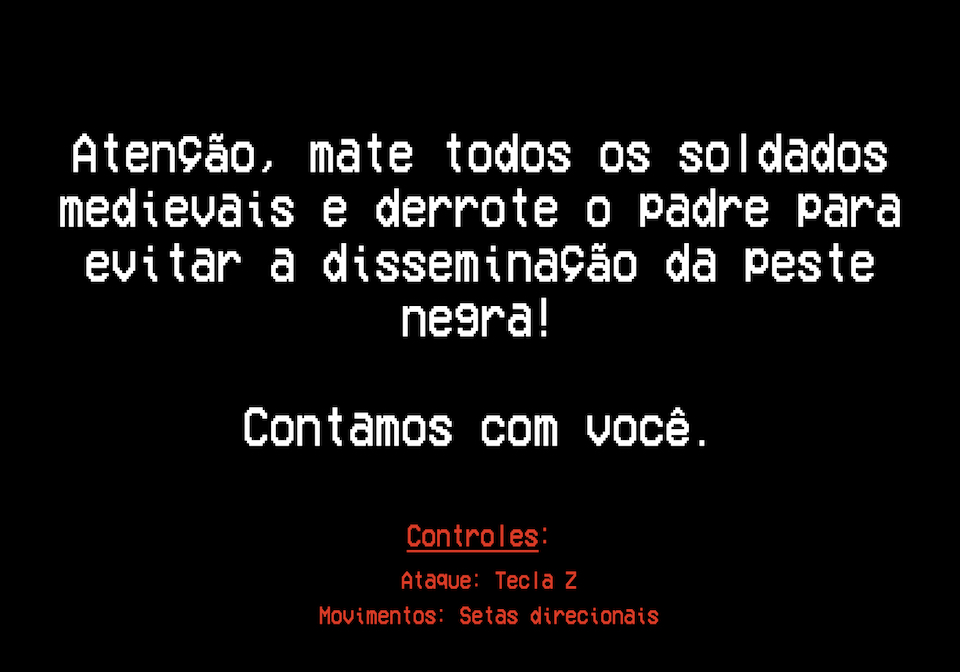 Atenção, mate todos os soldados
medievais e derrote o padre para
evitar a disseminação da peste
negra!
Contamos com você.
Controles:
Ataque: Tecla Z
Movimentos: Setas direcionais